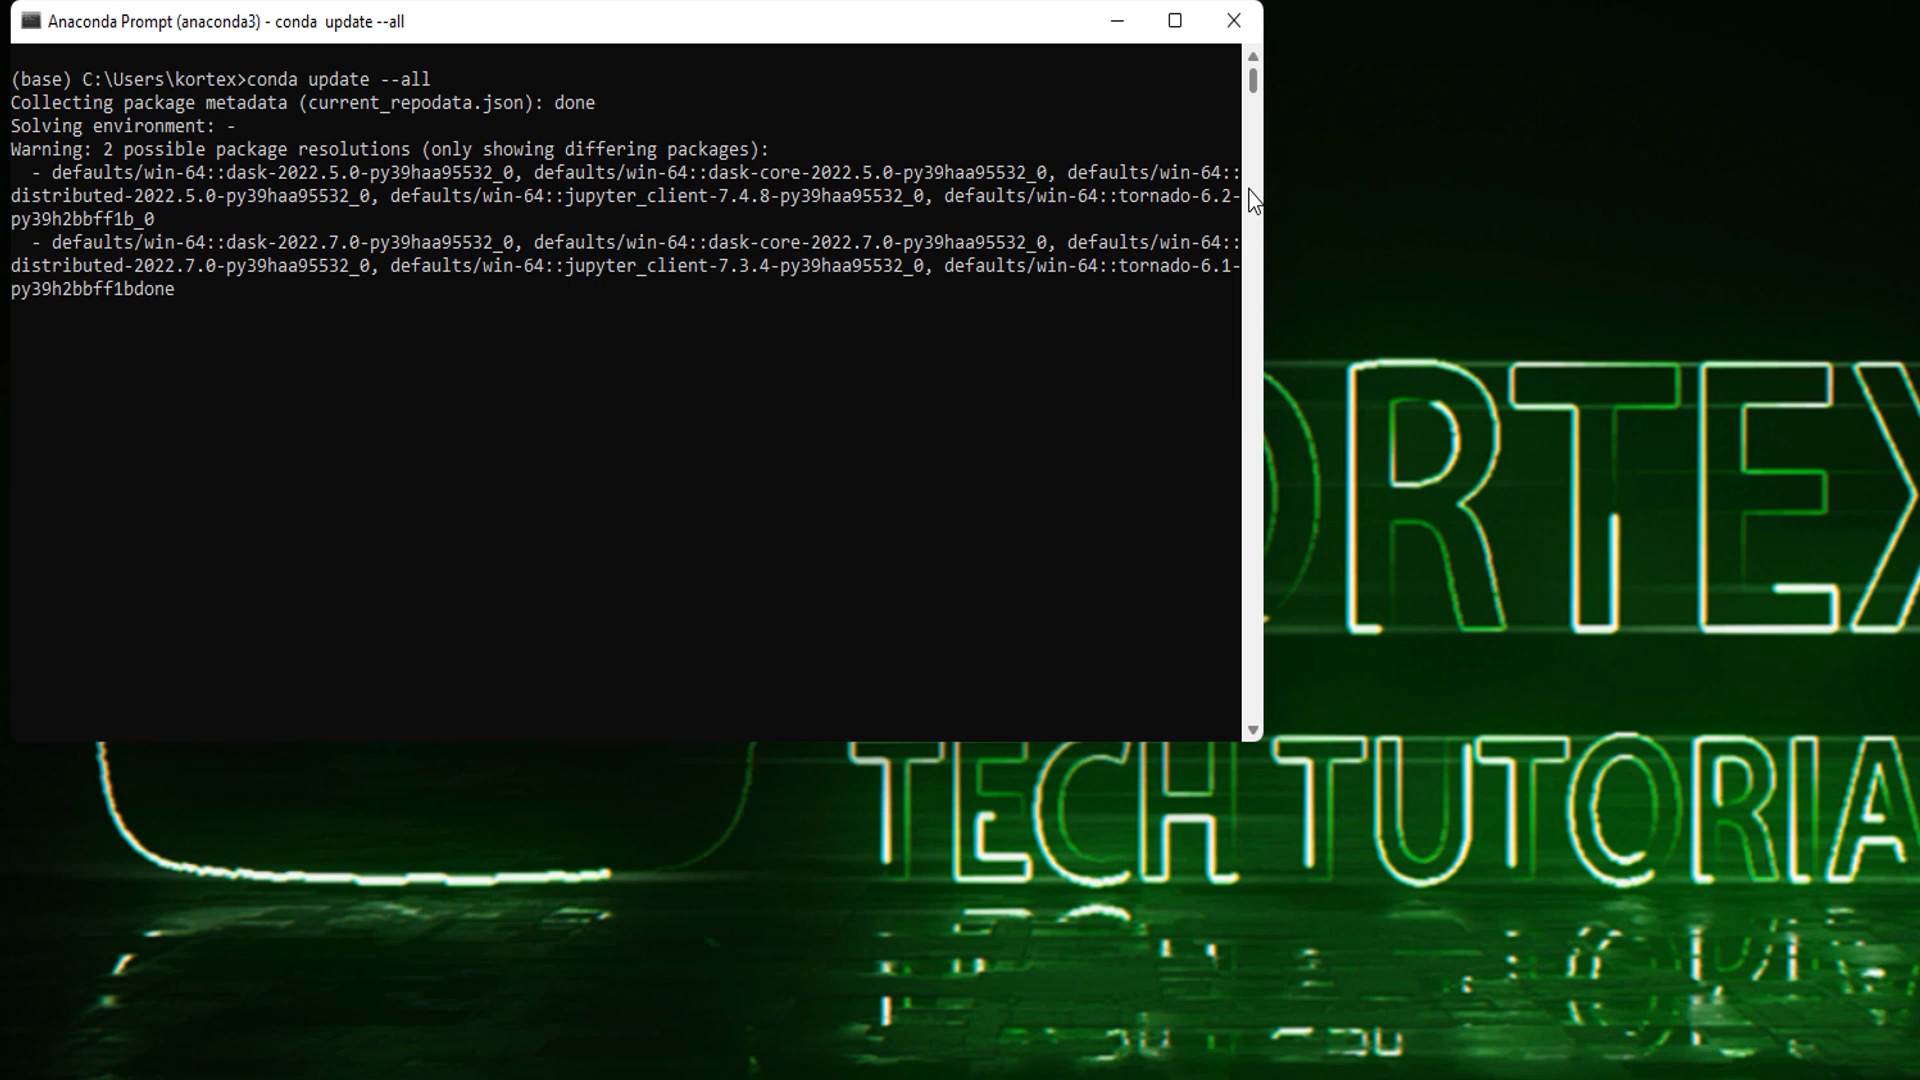 Anaconda Prompt (anaconda3) - conda  update --all
(base) C:\Users\kortex>conda update --all
Collecting package metadata (current_repodata.json): done
Solving environment: -
Warning: 2 possible package resolutions (only showing differing packages):
  - defaults/win-64::dask-2022.5.0-py39haa95532_0, defaults/win-64::dask-core-2022.5.0-py39haa95532_0, defaults/win-64::
distributed-2022.5.0-py39haa95532_0, defaults/win-64::jupyter_client-7.4.8-py39haa95532_0, defaults/win-64::tornado-6.2-
py39h2bbff1b_0
  - defaults/win-64::dask-2022.7.0-py39haa95532_0, defaults/win-64::dask-core-2022.7.0-py39haa95532_0, defaults/win-64::
distributed-2022.7.0-py39haa95532_0, defaults/win-64::jupyter_client-7.3.4-py39haa95532_0, defaults/win-64::tornado-6.1-
py39h2bbff1bdone
ORTEX
TECH TUTORIA